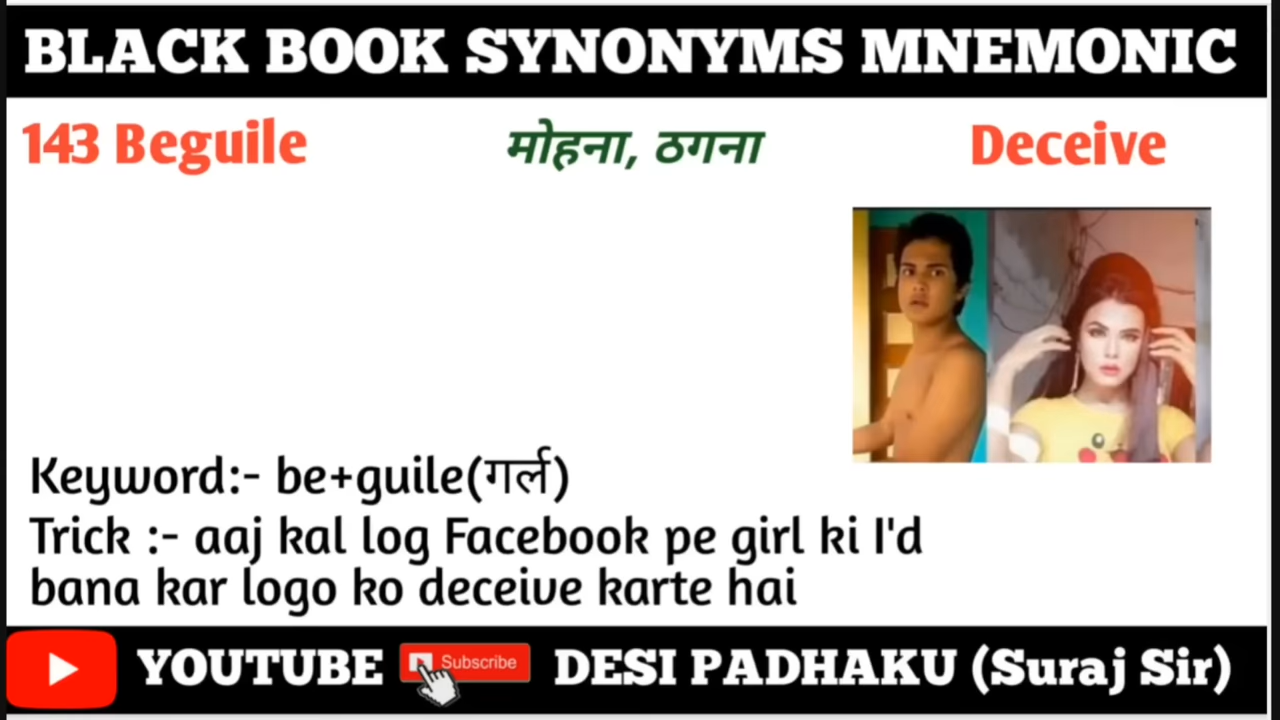 BLACK BOOK SYNONYMS MNEMONIC
143 Beguile मोहना, ठगना Deceive
Keyword:- be+guile(गर्ल)
Trick :- aaj kal log Facebook pe girl ki I'd
bana kar logo ko deceive karte hai
YOUTUBE Subscribe DESI PADHAKU (Suraj Sir)